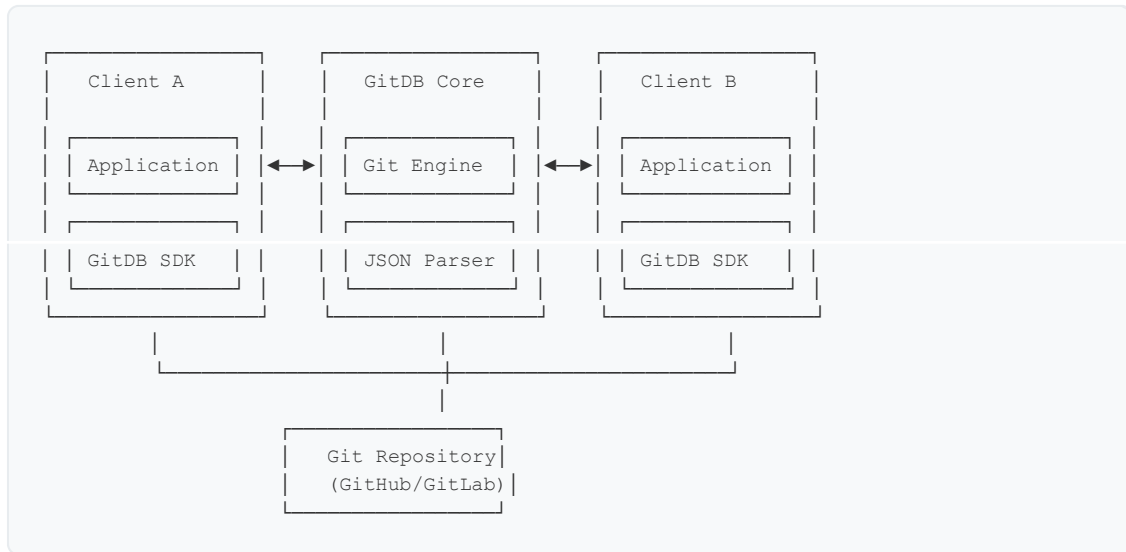 Client A GitDB Core Client B
Application Git Engine Application
GitDB SDK JSON Parser GitDB SDK
Git Repository
(GitHub/GitLab)